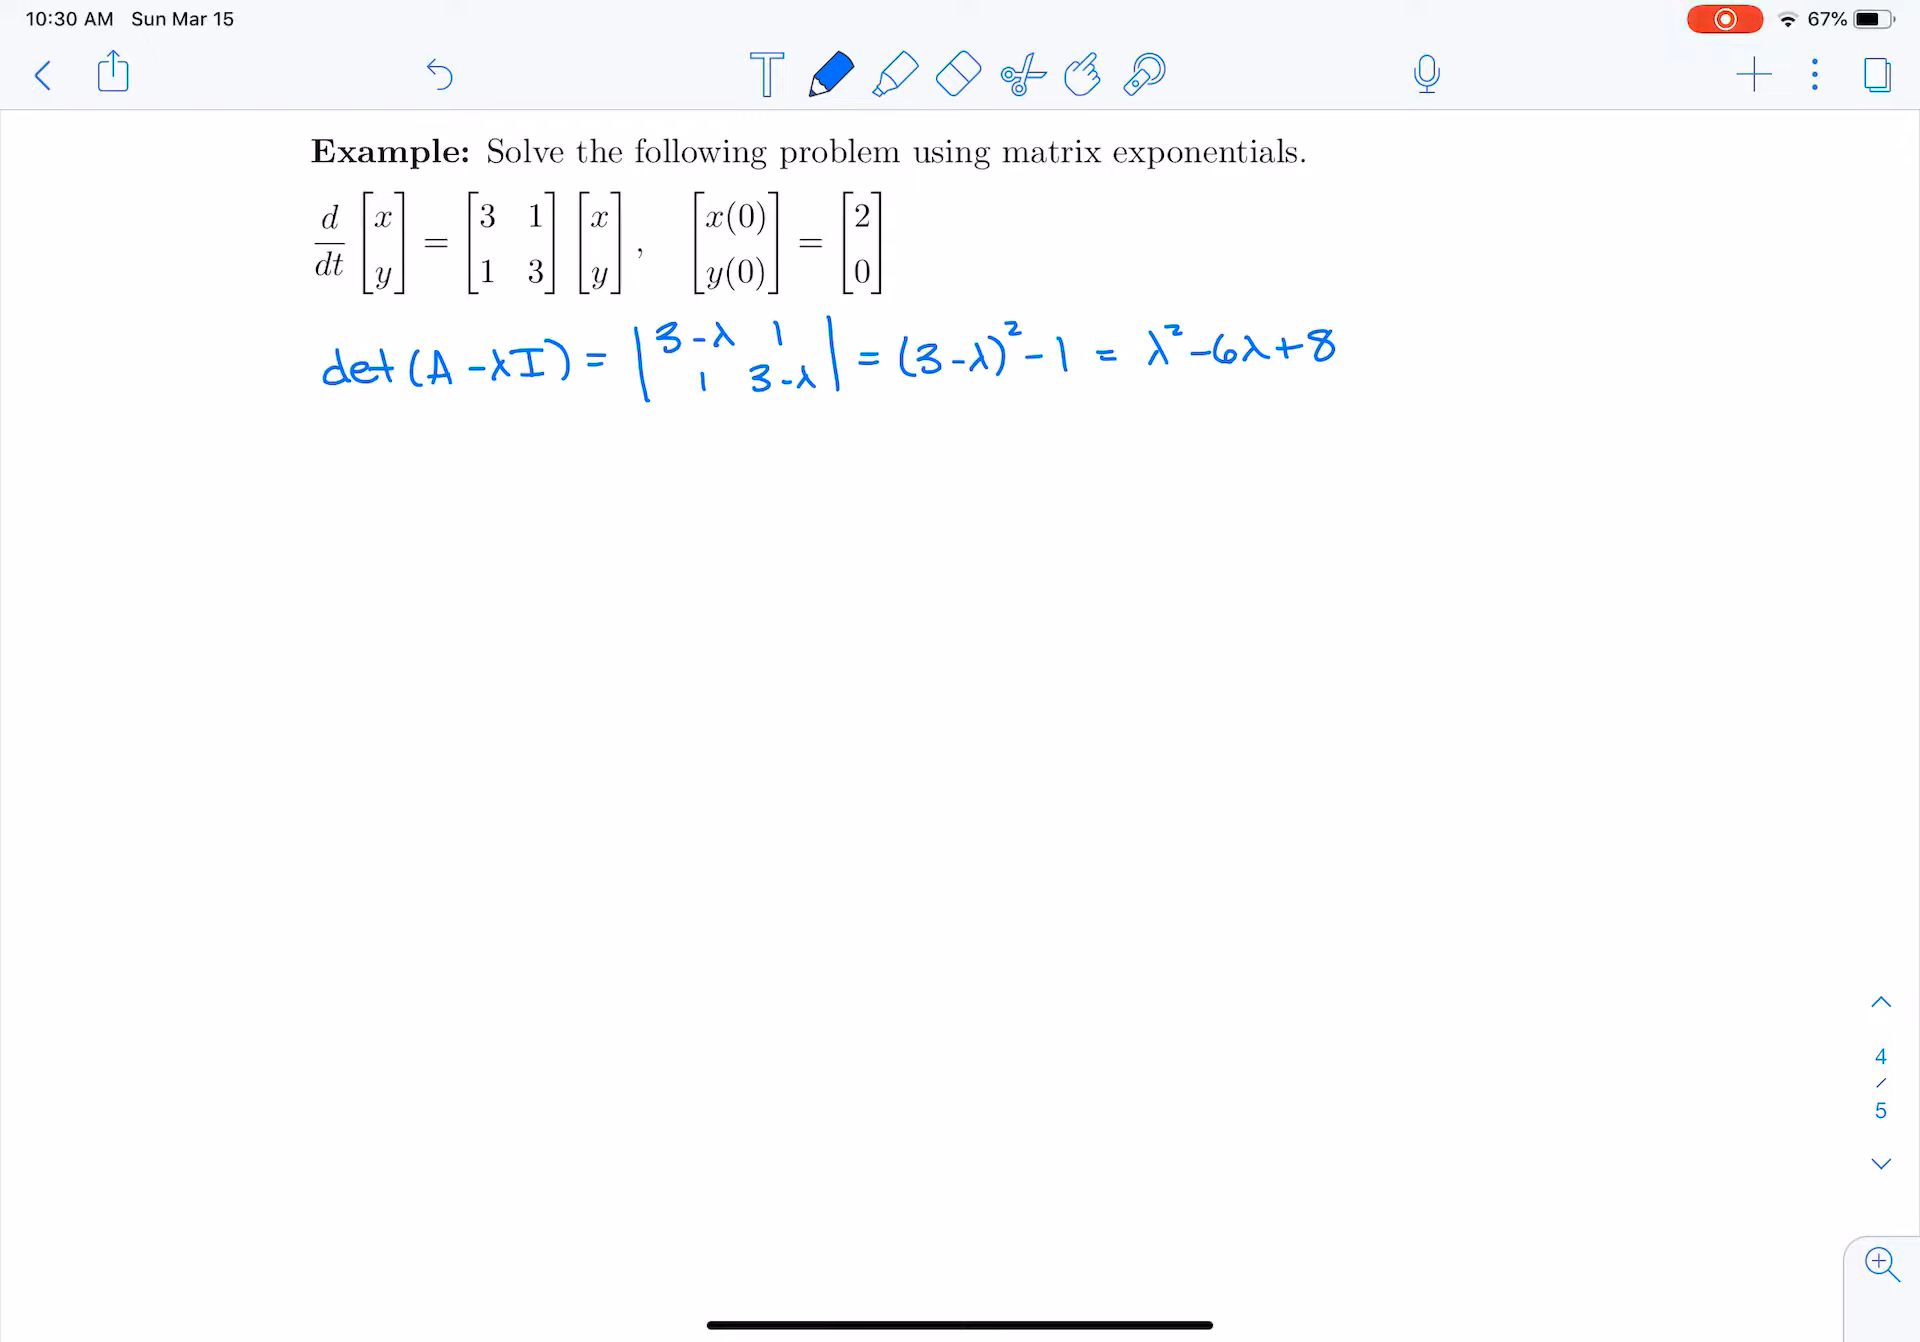 10:30 AM Sun Mar 15 67%
Example: Solve the following problem using matrix exponentials.
d/dt [x; y] = [3 1; 1 3] [x; y], [x(0); y(0)] = [2; 0]
det(A - λI) = |3-λ 1; 1 3-λ| = (3-λ)² - 1 = λ² - 6λ + 8
4
/
5